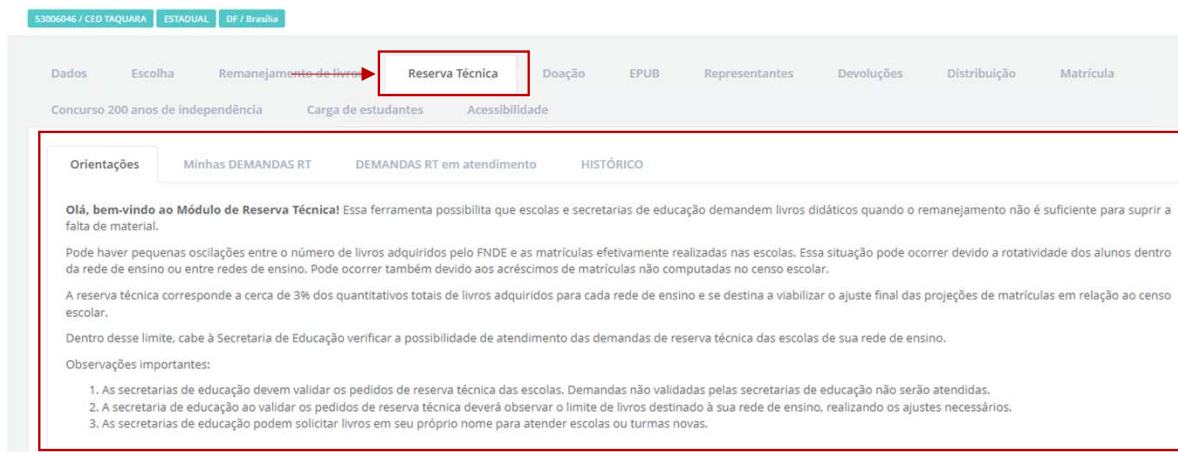 53006046 / CED TAQUARA ESTADUAL DF / Brasília
Dados Escolha Remanejamento de livros Reserva Técnica Doação EPUB Representantes Devoluções Distribuição Matrícula
Concurso 200 anos de independência Carga de estudantes Acessibilidade
Orientações Minhas DEMANDAS RT DEMANDAS RT em atendimento HISTÓRICO
Olá, bem-vindo ao Módulo de Reserva Técnica! Essa ferramenta possibilita que escolas e secretarias de educação demandem livros didáticos quando o remanejamento não é suficiente para suprir a
falta de material.
Pode haver pequenas oscilações entre o número de livros adquiridos pelo FNDE e as matrículas efetivamente realizadas nas escolas. Essa situação pode ocorrer devido a rotatividade dos alunos dentro
da rede de ensino ou entre redes de ensino. Pode ocorrer também devido aos acréscimos de matrículas não computadas no censo escolar.
A reserva técnica corresponde a cerca de 3% dos quantitativos totais de livros adquiridos para cada rede de ensino e se destina a viabilizar o ajuste final das projeções de matrículas em relação ao censo
escolar.
Dentro desse limite, cabe à Secretaria de Educação verificar a possibilidade de atendimento das demandas de reserva técnica das escolas de sua rede de ensino.
Observações importantes:
1. As secretarias de educação devem validar os pedidos de reserva técnica das escolas. Demandas não validadas pelas secretarias de educação não serão atendidas.
2. A secretaria de educação ao validar os pedidos de reserva técnica deverá observar o limite de livros destinado à sua rede de ensino, realizando os ajustes necessários.
3. As secretarias de educação podem solicitar livros em seu próprio nome para atender escolas ou turmas novas.